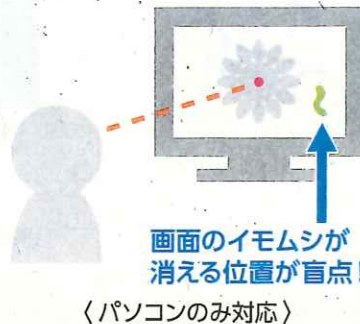 画面のイモムシが
消える位置が盲点!
〈パソコンのみ対応〉